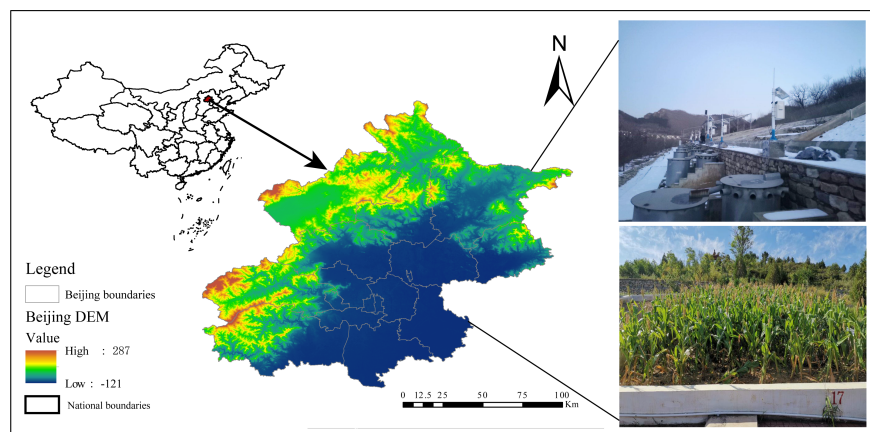 N
Legend
Beijing boundaries
Beijing DEM
Value
High : 287
Low : -121
National boundaries
0 12.5 25 50 75 100
Km
17